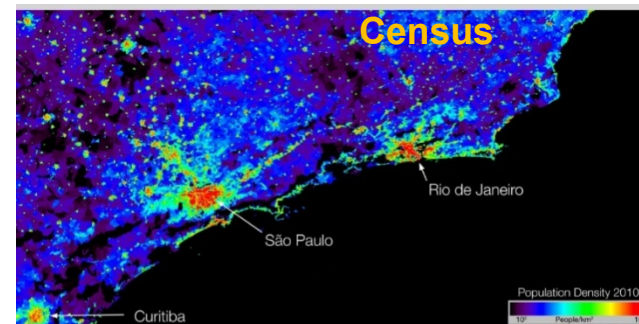 Census
Rio de Janeiro
São Paulo
Population Density 2010
People/km²
Curitiba